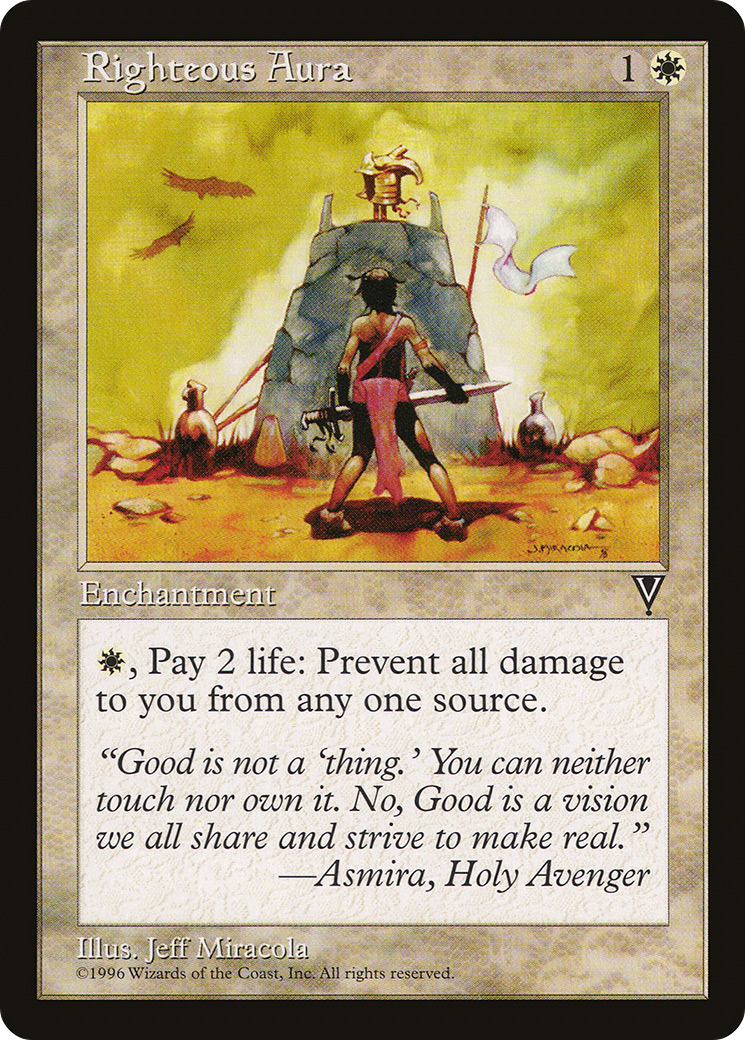 Righteous Aura 1
J. MIRACOLA
Enchantment
V
, Pay 2 life: Prevent all damage
to you from any one source.
“Good is not a ‘thing.’ You can neither
touch nor own it. No, Good is a vision
we all share and strive to make real.”
—Asmira, Holy Avenger
Illus. Jeff Miracola
©1996 Wizards of the Coast, Inc. All rights reserved.